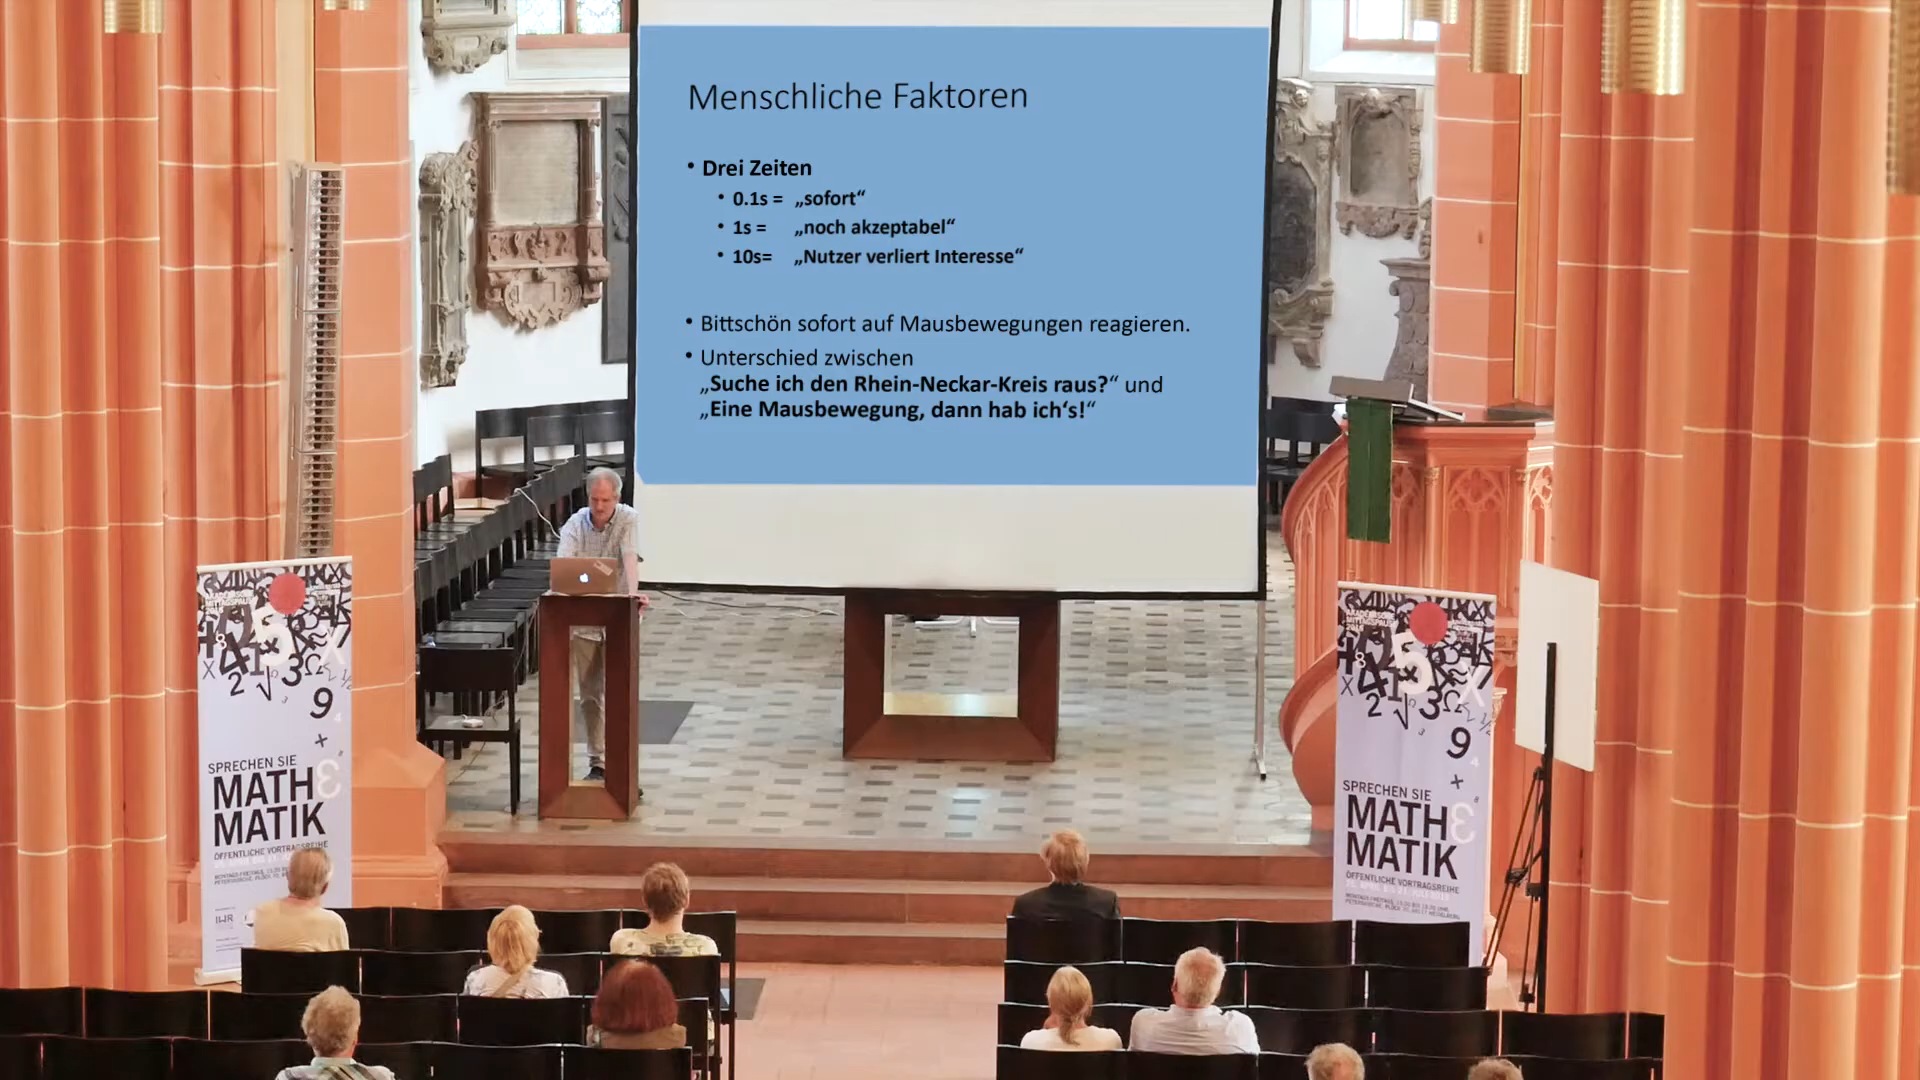 Menschliche Faktoren
• Drei Zeiten
• 0.1s = „sofort“
• 1s = „noch akzeptabel“
• 10s= „Nutzer verliert Interesse“
• Bittschön sofort auf Mausbewegungen reagieren.
• Unterschied zwischen
„Suche ich den Rhein-Neckar-Kreis raus?“ und
„Eine Mausbewegung, dann hab ich‘s!“
SPRECHEN SIE
MATH
MATIK
ÖFFENTLICHE VORTRAGSREIHE
IWR
SPRECHEN SIE
MATH
MATIK
ÖFFENTLICHE VORTRAGSREIHE